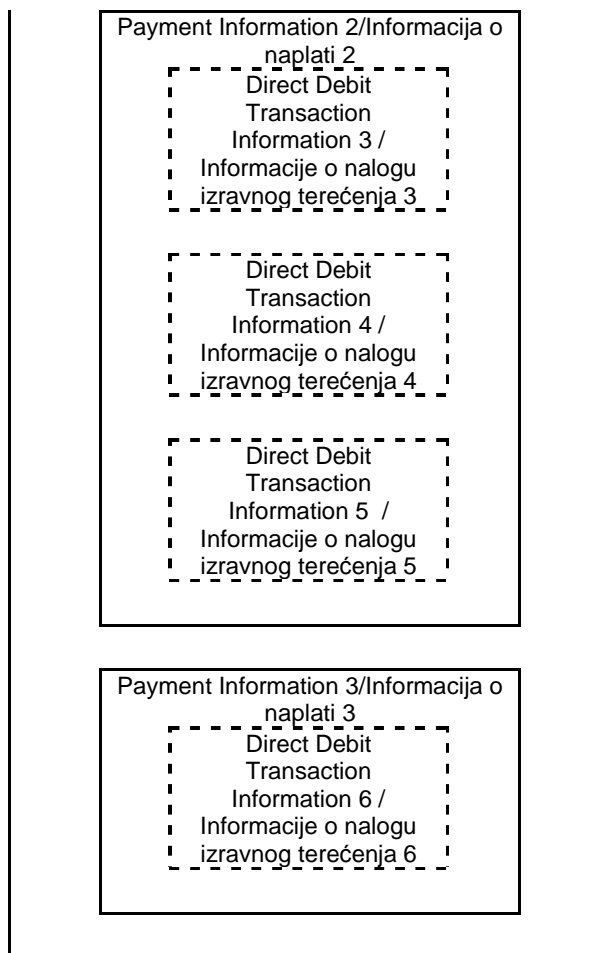 Payment Information 2/Informacija o
naplati 2
Direct Debit
Transaction
Information 3 /
Informacije o nalogu
izravnog terećenja 3
Direct Debit
Transaction
Information 4 /
Informacije o nalogu
izravnog terećenja 4
Direct Debit
Transaction
Information 5 /
Informacije o nalogu
izravnog terećenja 5
Payment Information 3/Informacija o
naplati 3
Direct Debit
Transaction
Information 6 /
Informacije o nalogu
izravnog terećenja 6